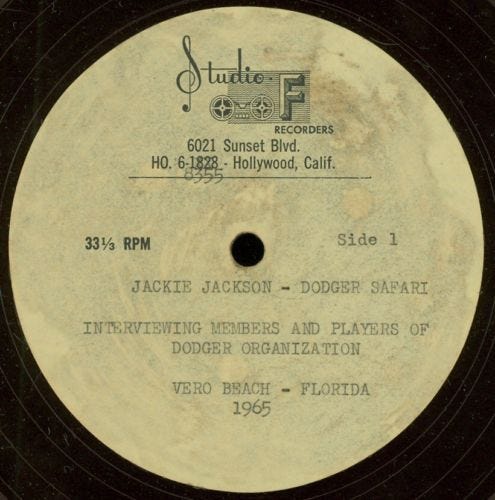 Studio F
RECORDERS
6021 Sunset Blvd.
HO. 6-1828 - Hollywood, Calif.
8355
33⅓ RPM
Side 1
JACKIE JACKSON - DODGER SAFARI
INTERVIEWING MEMBERS AND PLAYERS OF
DODGER ORGANIZATION
VERO BEACH - FLORIDA
1965